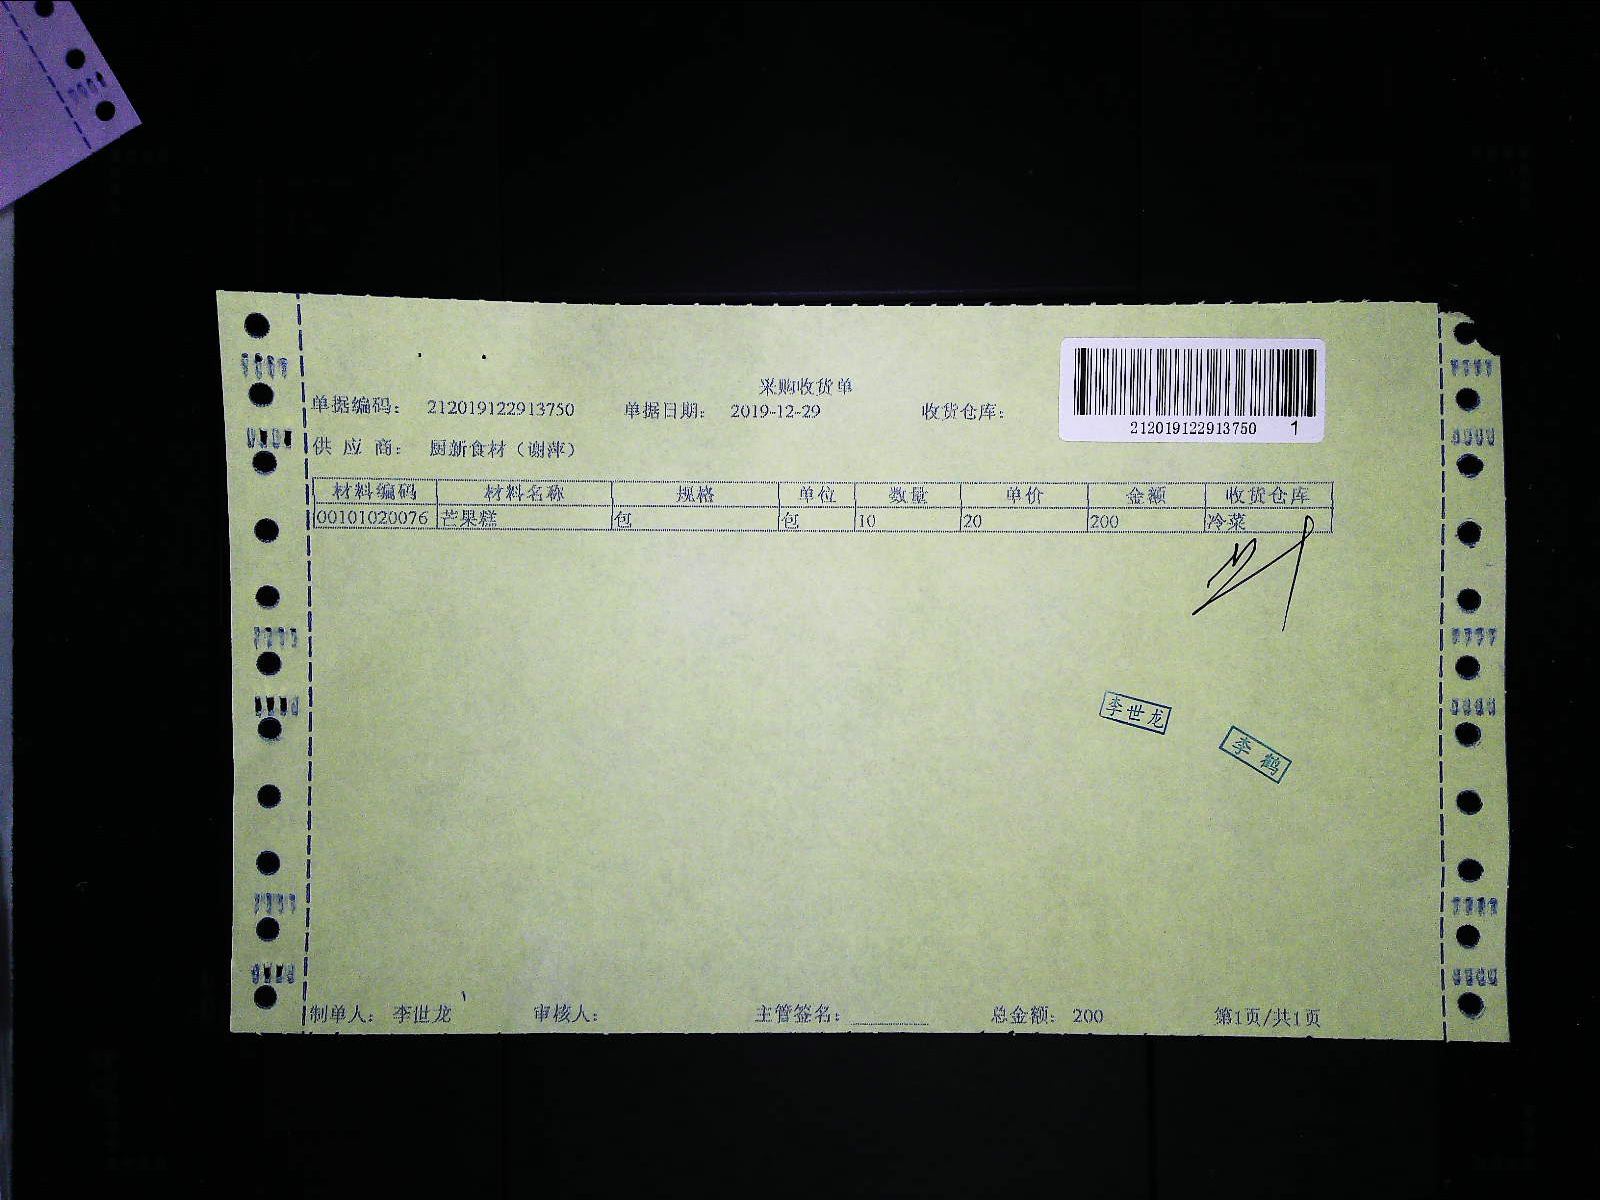 采购收货单
单据编码： 212019122913750 单据日期： 2019-12-29 收货仓库：
212019122913750 1
供 应 商： 厨新食材（谢萍）
材料编码 材料名称 规格 单位 数量 单价 金额 收货仓库
00101020076 芒果糕 包 包 10 20 200 冷菜
李世龙
李鹤
制单人： 李世龙 审核人： 主管签名： 总金额： 200 第1页/共1页